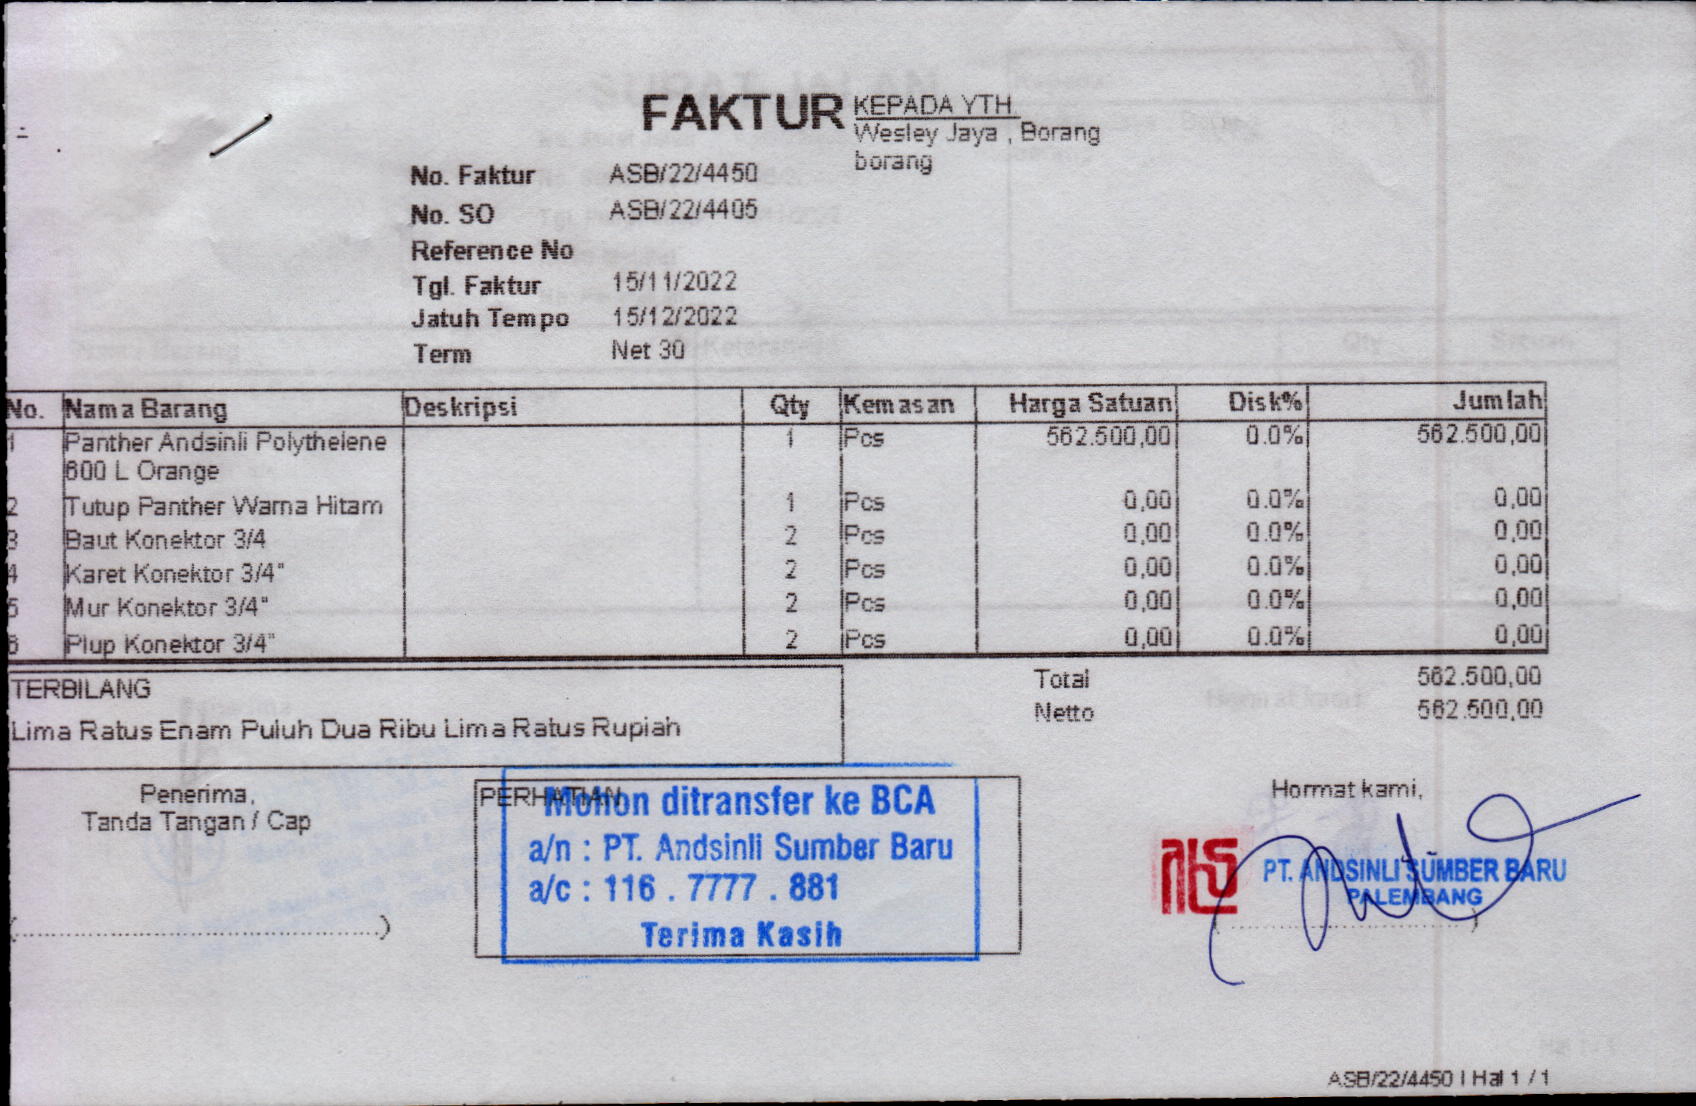 FAKTUR
KEPADA YTH.
Wesley Jaya , Borang
borang
No. Faktur ASB/22/4450
No. SO ASB/22/4405
Reference No
Tgl. Faktur 15/11/2022
Jatuh Tempo 15/12/2022
Term Net 30
No. Nama Barang Deskripsi Qty Kemasan Harga Satuan Disk% Jumlah
1 Panther Andsinli Polythelene 1 Pcs 562.500,00 0.0% 562.500,00
600 L Orange
2 Tutup Panther Warna Hitam 1 Pcs 0,00 0.0% 0,00
3 Baut Konektor 3/4 2 Pcs 0,00 0.0% 0,00
4 Karet Konektor 3/4" 2 Pcs 0,00 0.0% 0,00
5 Mur Konektor 3/4" 2 Pcs 0,00 0.0% 0,00
6 Plup Konektor 3/4" 2 Pcs 0,00 0.0% 0,00
Total 562.500,00
Netto 562.500,00
TERBILANG
Lima Ratus Enam Puluh Dua Ribu Lima Ratus Rupiah
Penerima,
Tanda Tangan / Cap
(........................................)
PERHATIAN
Mohon ditransfer ke BCA
a/n : PT. Andsinli Sumber Baru
a/c : 116 . 7777 . 881
Terima Kasih
Hormat kami,
PT. ANDSINLI SUMBER BARU
PALEMBANG
ASB/22/4450 | Hal 1 / 1